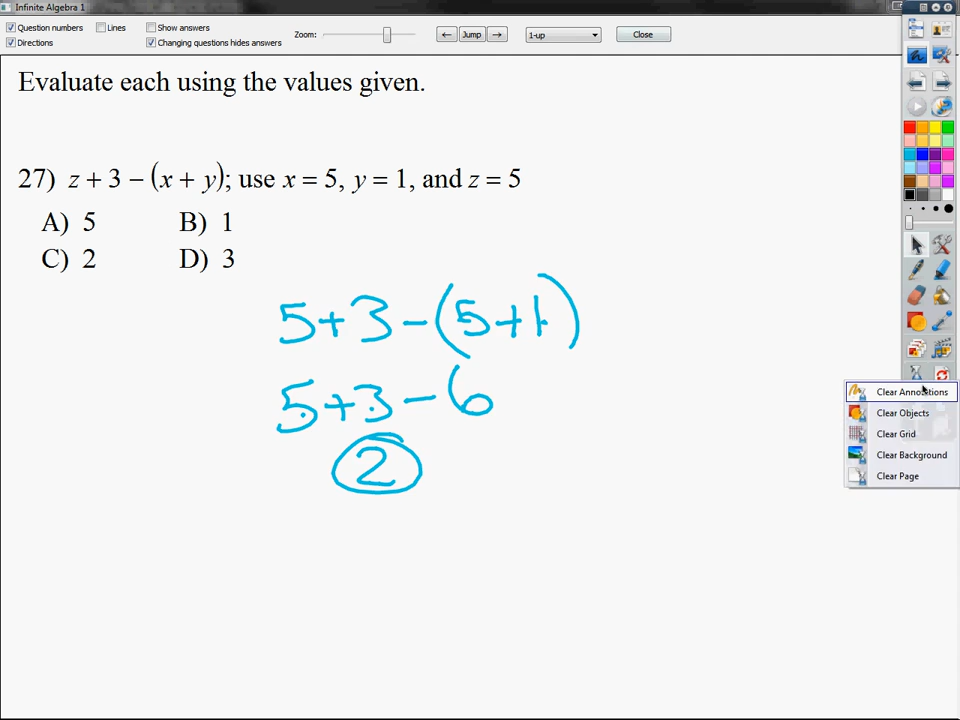 Infinite Algebra 1
Question numbers Lines Show answers
Directions Changing questions hides answers
Zoom: ← Jump → 1-up Close
Evaluate each using the values given.
27) z + 3 − (x + y); use x = 5, y = 1, and z = 5
A) 5 B) 1
C) 2 D) 3
5+3-(5+1)
5+3-6
2
Clear Annotations
Clear Objects
Clear Grid
Clear Background
Clear Page